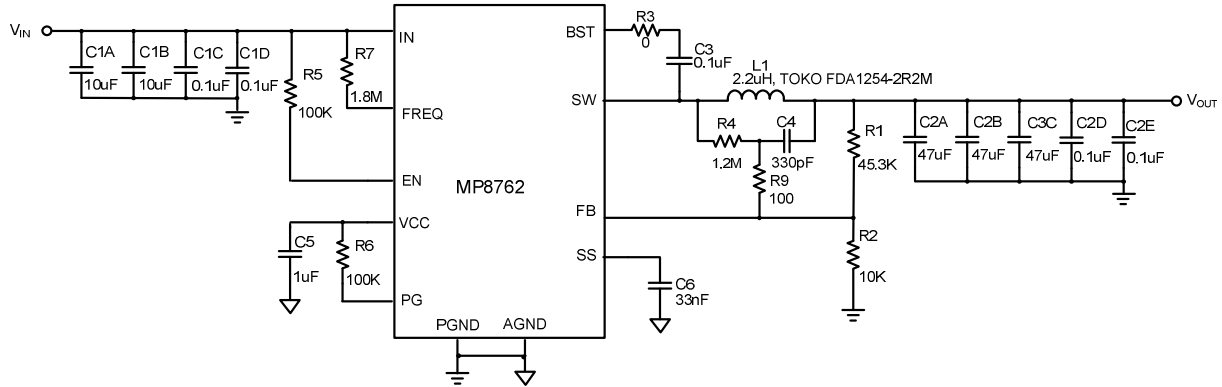 VIN
C1A
10uF
C1B
10uF
C1C
0.1uF
C1D
0.1uF
R5
100K
R7
1.8M
IN
FREQ
EN
VCC
PG
C5
1uF
R6
100K
MP8762
PGND
AGND
BST
SW
FB
SS
R3
0
C3
0.1uF
L1
2.2uH, TOKO FDA1254-2R2M
R4
1.2M
C4
330pF
R9
100
R1
45.3K
R2
10K
C6
33nF
C2A
47uF
C2B
47uF
C3C
47uF
C2D
0.1uF
C2E
0.1uF
VOUT